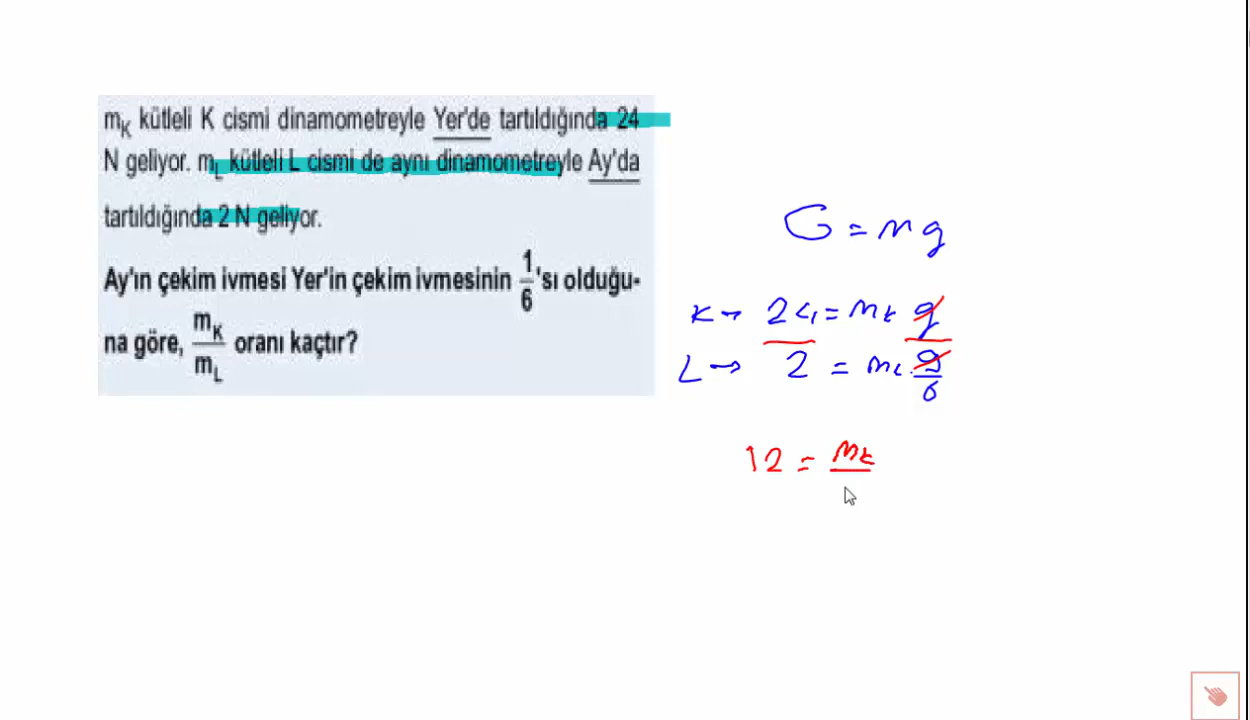 mK kütleli K cismi dinamometreyle Yer'de tartıldığında 24
N geliyor. mL kütleli L cismi de aynı dinamometreyle Ay'da
tartıldığında 2 N geliyor.
Ay'ın çekim ivmesi Yer'in çekim ivmesinin 1/6'sı olduğu-
na göre, mK/mL oranı kaçtır?
G = mg
K → 24 = mK g
L → 2 = mL . g/6
12 = mK